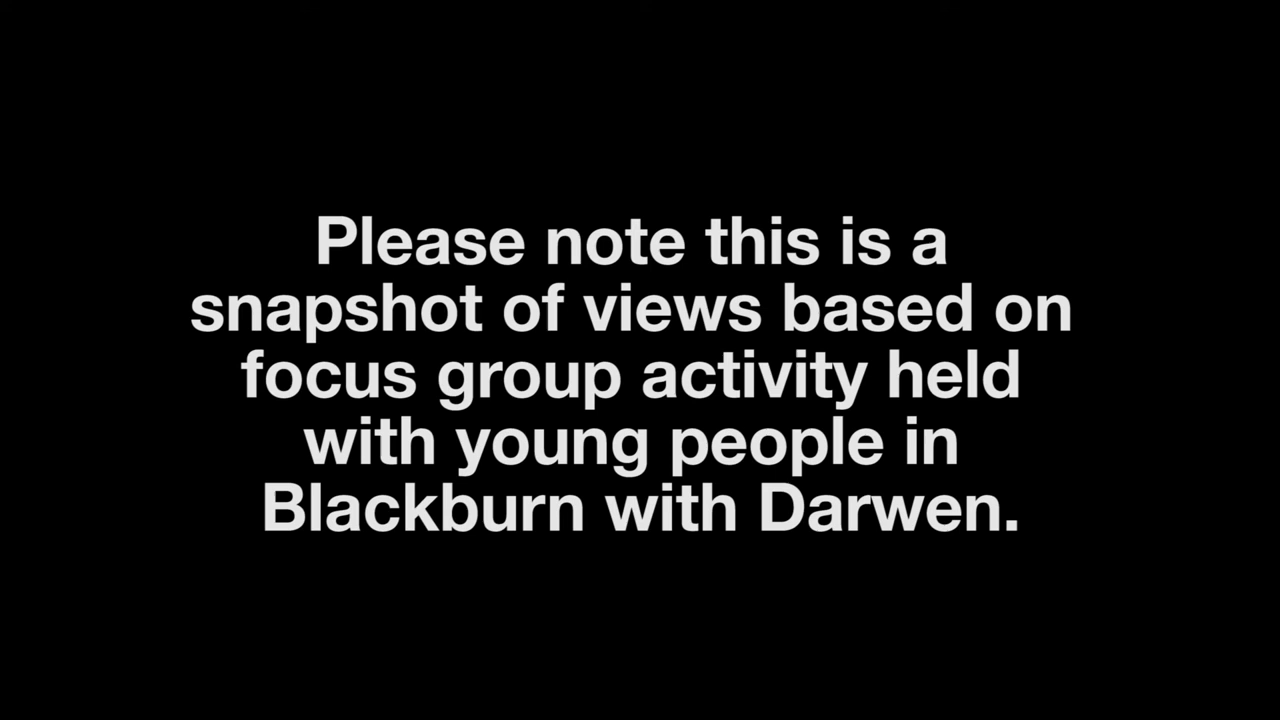 Please note this is a
snapshot of views based on
focus group activity held
with young people in
Blackburn with Darwen.